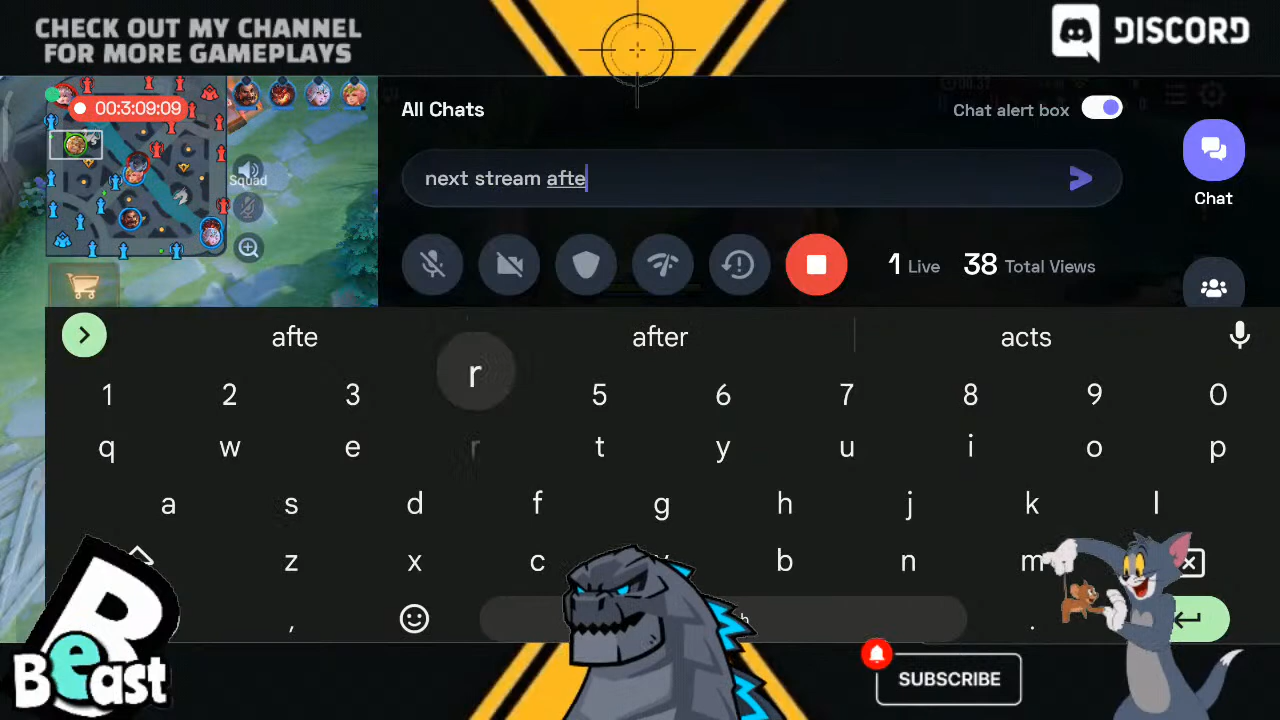 CHECK OUT MY CHANNEL
FOR MORE GAMEPLAYS
DISCORD
00:3:09:09
Squad
All Chats
Chat alert box
next stream afte
Chat
1 Live
38 Total Views
afte
after
acts
r
1 2 3 5 6 7 8 9 0
q w e r t y u i o p
a s d f g h j k l
z x c v b n m
, .
BeasT
SUBSCRIBE